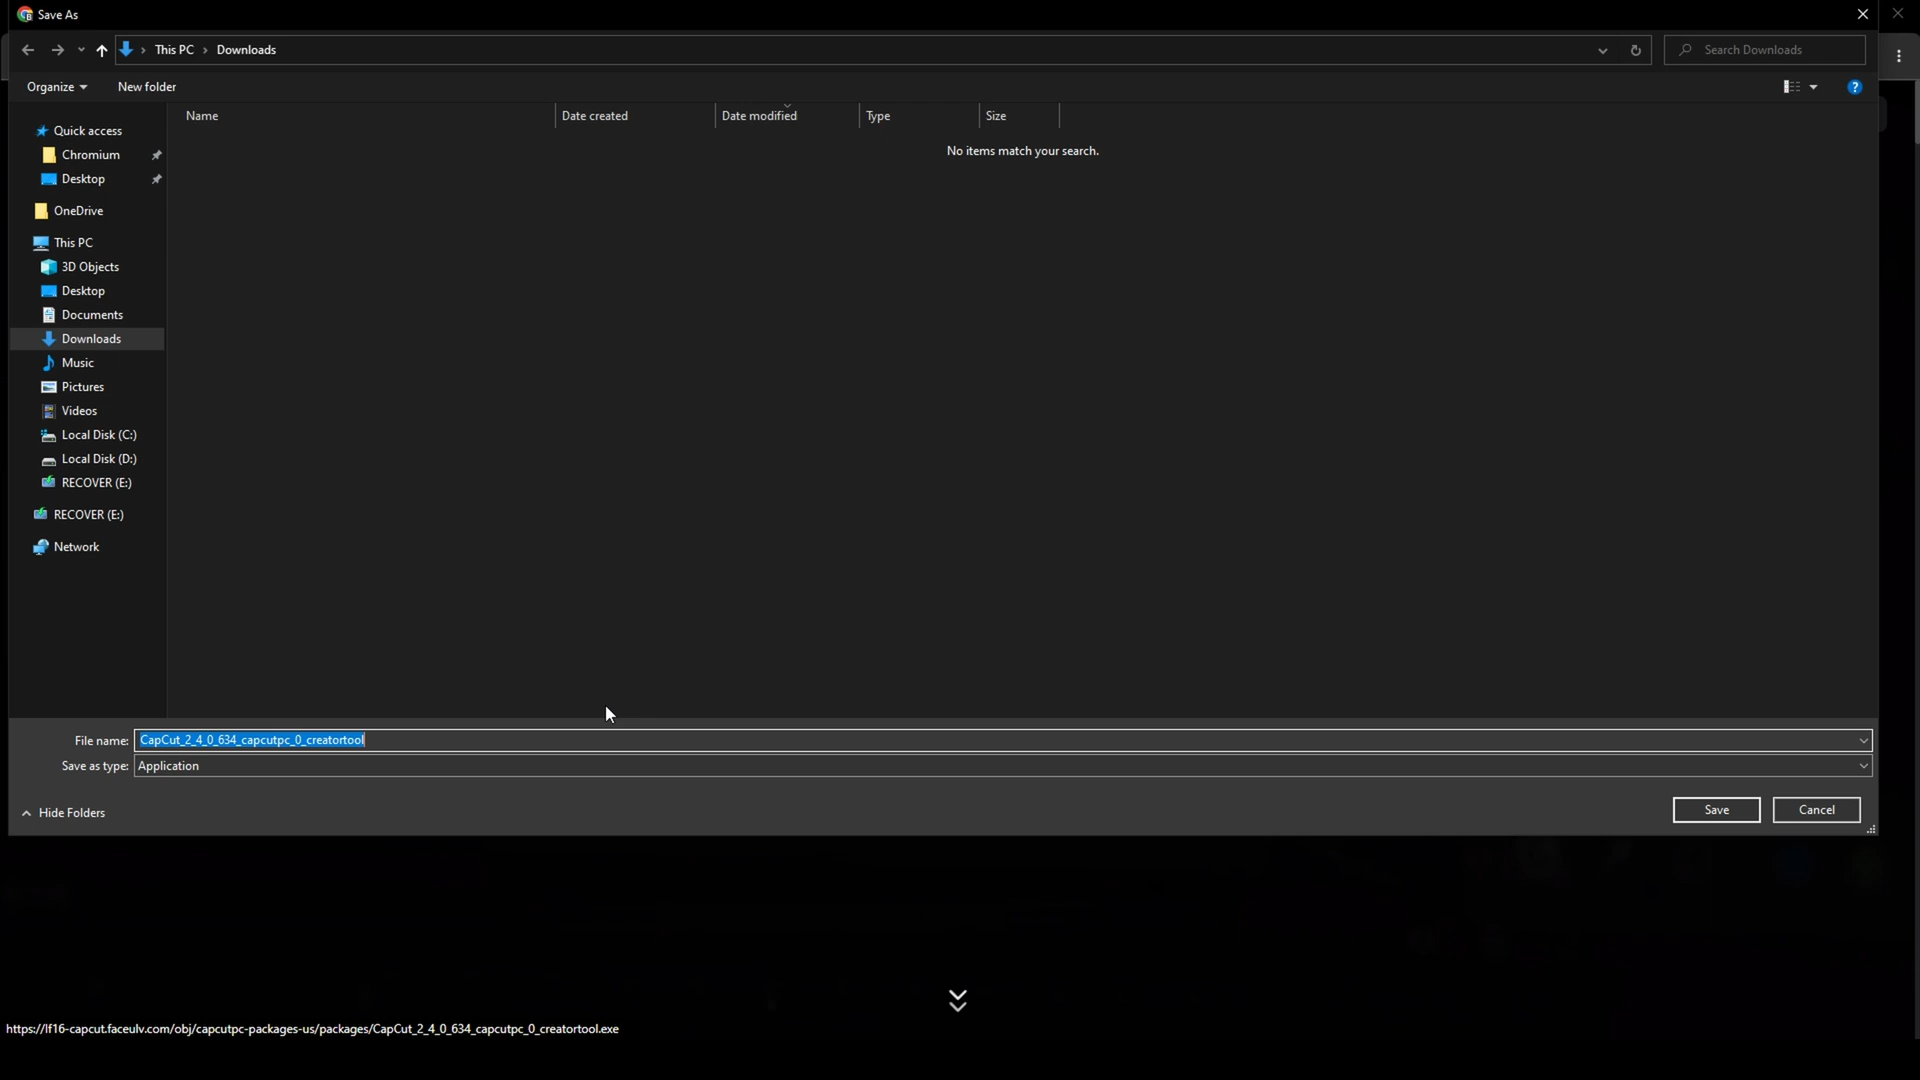 Save As
This PC > Downloads
Search Downloads
Organize
New folder
Name
Date created
Date modified
Type
Size
No items match your search.
Quick access
Chromium
Desktop
OneDrive
This PC
3D Objects
Desktop
Documents
Downloads
Music
Pictures
Videos
Local Disk (C:)
Local Disk (D:)
RECOVER (E:)
RECOVER (E:)
Network
File name: CapCut_2_4_0_634_capcutpc_0_creatortool
Save as type: Application
Hide Folders
Save
Cancel
https://lf16-capcut.faceulv.com/obj/capcutpc-packages-us/packages/CapCut_2_4_0_634_capcutpc_0_creatortool.exe